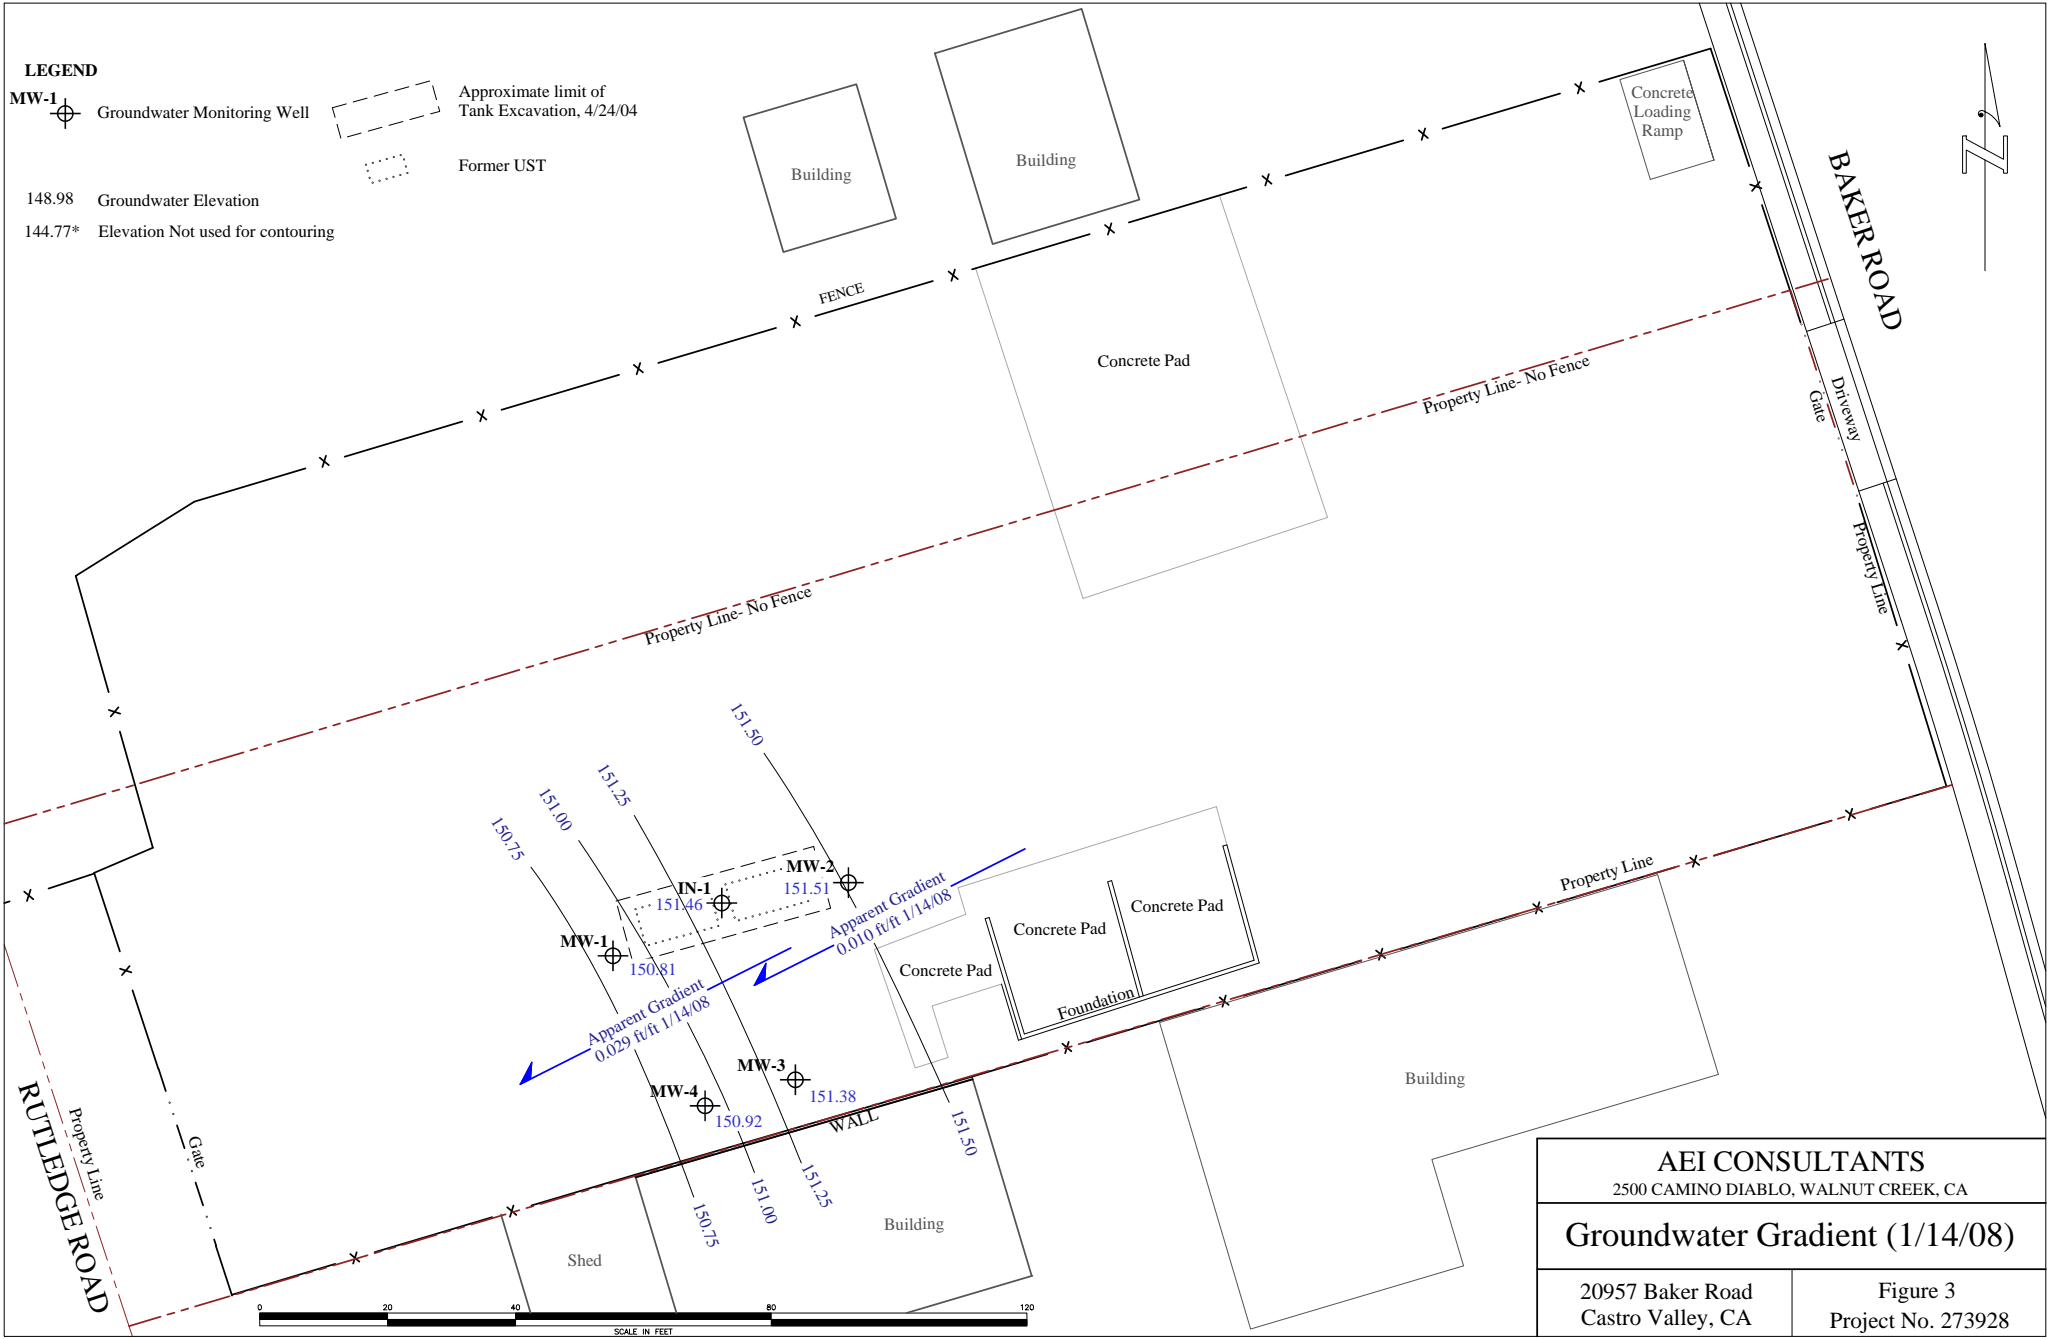 LEGEND
MW-1
Groundwater Monitoring Well
Approximate limit of
Tank Excavation, 4/24/04
Former UST
148.98 Groundwater Elevation
144.77* Elevation Not used for contouring
Building
Building
Concrete
Loading
Ramp
N
BAKER ROAD
FENCE
Concrete Pad
Property Line- No Fence
Driveway
Gate
Property Line
Property Line- No Fence
151.50
151.25
151.00
150.75
MW-2
151.51
IN-1
151.46
MW-1
150.81
Apparent Gradient
0.010 ft/ft 1/14/08
Apparent Gradient
0.029 ft/ft 1/14/08
Concrete Pad
Concrete Pad
Concrete Pad
Foundation
Property Line
MW-3
151.38
MW-4
150.92
WALL
151.50
151.25
151.00
150.75
Building
Building
Shed
Gate
Property Line
RUTLEDGE ROAD
0 20 40 80 120
SCALE IN FEET
AEI CONSULTANTS
2500 CAMINO DIABLO, WALNUT CREEK, CA
Groundwater Gradient (1/14/08)
20957 Baker Road
Castro Valley, CA
Figure 3
Project No. 273928